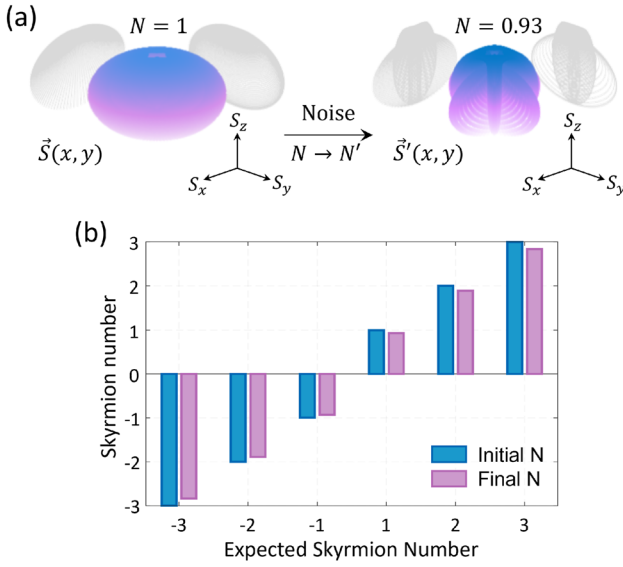 (a)
N = 1
N = 0.93
Noise
N → N′
S⃗(x, y)
S⃗′(x, y)
S_z
S_x
S_y
S_z
S_x
S_y
(b)
Skyrmion number
3
2
1
0
-1
-2
-3
Initial N
Final N
-3 -2 -1 1 2 3
Expected Skyrmion Number